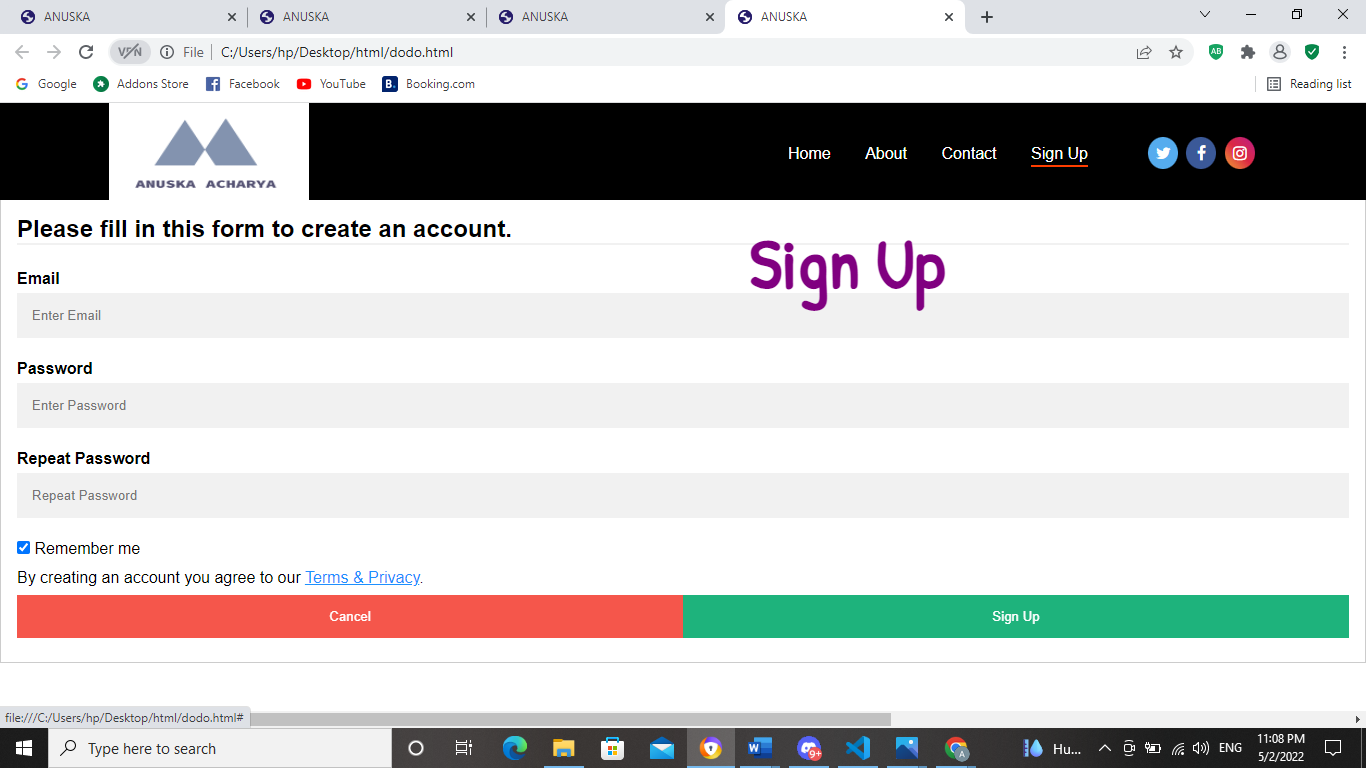 ANUSKA ANUSKA ANUSKA ANUSKA
VPN File C:/Users/hp/Desktop/html/dodo.html AB
Google Addons Store Facebook YouTube B. Booking.com Reading list
Home About Contact Sign Up
ANUSKA ACHARYA
Please fill in this form to create an account.
Sign Up
Email
Enter Email
Password
Enter Password
Repeat Password
Repeat Password
Remember me
By creating an account you agree to our Terms & Privacy.
Cancel Sign Up
file:///C:/Users/hp/Desktop/html/dodo.html#
Type here to search W 9+ A Hu... ENG 11:08 PM
5/2/2022